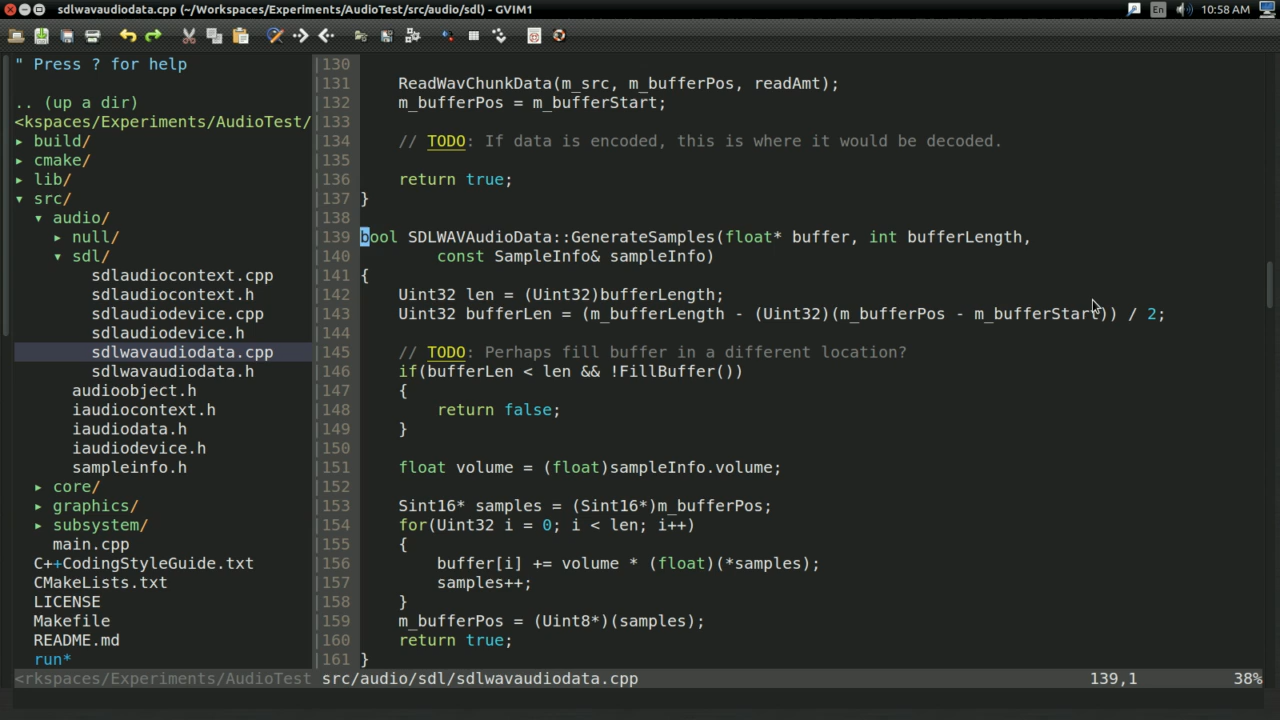 sdlwavaudiodata.cpp (~/Workspaces/Experiments/AudioTest/src/audio/sdl) - GVIM1
En
10:58 AM
" Press ? for help
.. (up a dir)
<kspaces/Experiments/AudioTest/
▸ build/
▸ cmake/
▸ lib/
▾ src/
▾ audio/
▸ null/
▾ sdl/
sdlaudiocontext.cpp
sdlaudiocontext.h
sdlaudiodevice.cpp
sdlaudiodevice.h
sdlwavaudiodata.cpp
sdlwavaudiodata.h
audioobject.h
iaudiocontext.h
iaudiodata.h
iaudiodevice.h
sampleinfo.h
▸ core/
▸ graphics/
▸ subsystem/
main.cpp
C++CodingStyleGuide.txt
CMakeLists.txt
LICENSE
Makefile
README.md
run*
130
131     ReadWavChunkData(m_src, m_bufferPos, readAmt);
132     m_bufferPos = m_bufferStart;
133
134     // TODO: If data is encoded, this is where it would be decoded.
135
136     return true;
137 }
138
139 bool SDLWAVAudioData::GenerateSamples(float* buffer, int bufferLength,
140         const SampleInfo& sampleInfo)
141 {
142     Uint32 len = (Uint32)bufferLength;
143     Uint32 bufferLen = (m_bufferLength - (Uint32)(m_bufferPos - m_bufferStart)) / 2;
144
145     // TODO: Perhaps fill buffer in a different location?
146     if(bufferLen < len && !FillBuffer())
147     {
148         return false;
149     }
150
151     float volume = (float)sampleInfo.volume;
152
153     Sint16* samples = (Sint16*)m_bufferPos;
154     for(Uint32 i = 0; i < len; i++)
155     {
156         buffer[i] += volume * (float)(*samples);
157         samples++;
158     }
159     m_bufferPos = (Uint8*)(samples);
160     return true;
161 }
<rkspaces/Experiments/AudioTest src/audio/sdl/sdlwavaudiodata.cpp 139,1 38%